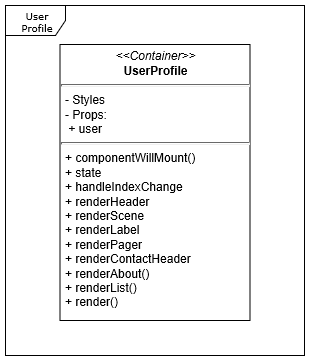 User
Profile
<<Container>>
UserProfile
- Styles
- Props:
+ user
+ componentWillMount()
+ state
+ handleIndexChange
+ renderHeader
+ renderScene
+ renderLabel
+ renderPager
+ renderContactHeader
+ renderAbout()
+ renderList()
+ render()